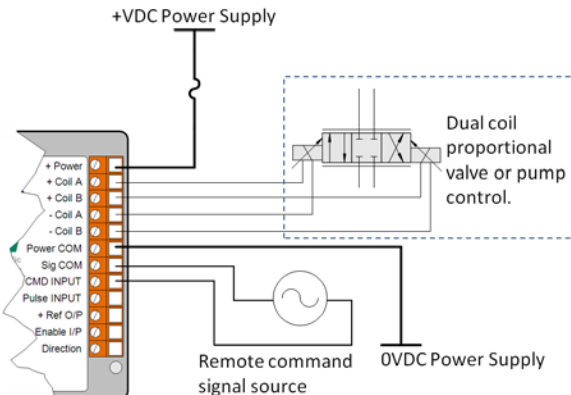 +VDC Power Supply
Dual coil
proportional
valve or pump
control.
+ Power
+ Coil A
+ Coil B
- Coil A
- Coil B
Power COM
Sig COM
CMD INPUT
Pulse INPUT
+ Ref O/P
Enable I/P
Direction
Remote command
signal source
0VDC Power Supply